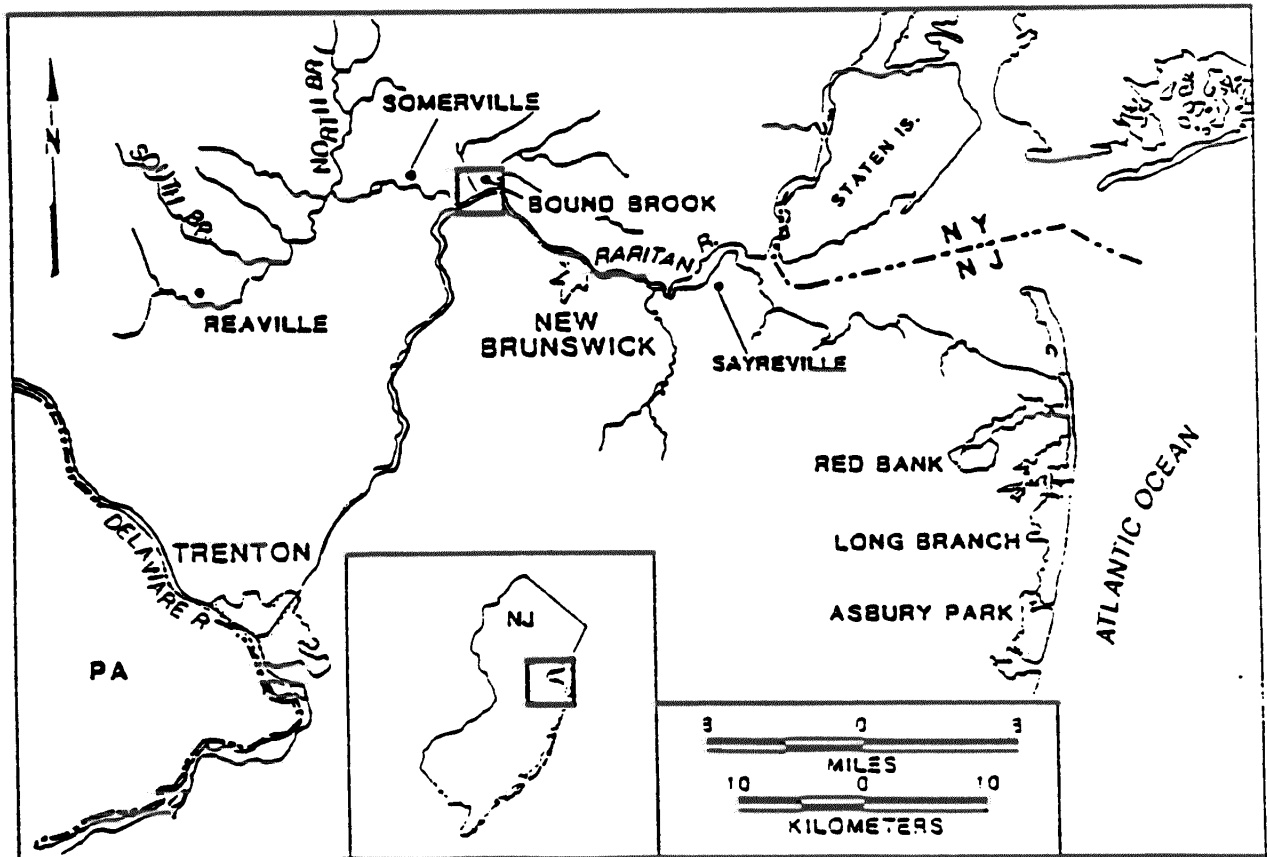 N
NORTH BR
SOMERVILLE
SOUTH BR.
STATEN IS.
BOUND BROOK
RARITAN R.
N Y
N J
REAVILLE
NEW
BRUNSWICK
SAYREVILLE
RED BANK
ATLANTIC OCEAN
DELAWARE R.
TRENTON
LONG BRANCH
NJ
ASBURY PARK
PA
3 0 3
MILES
10 0 10
KILOMETERS